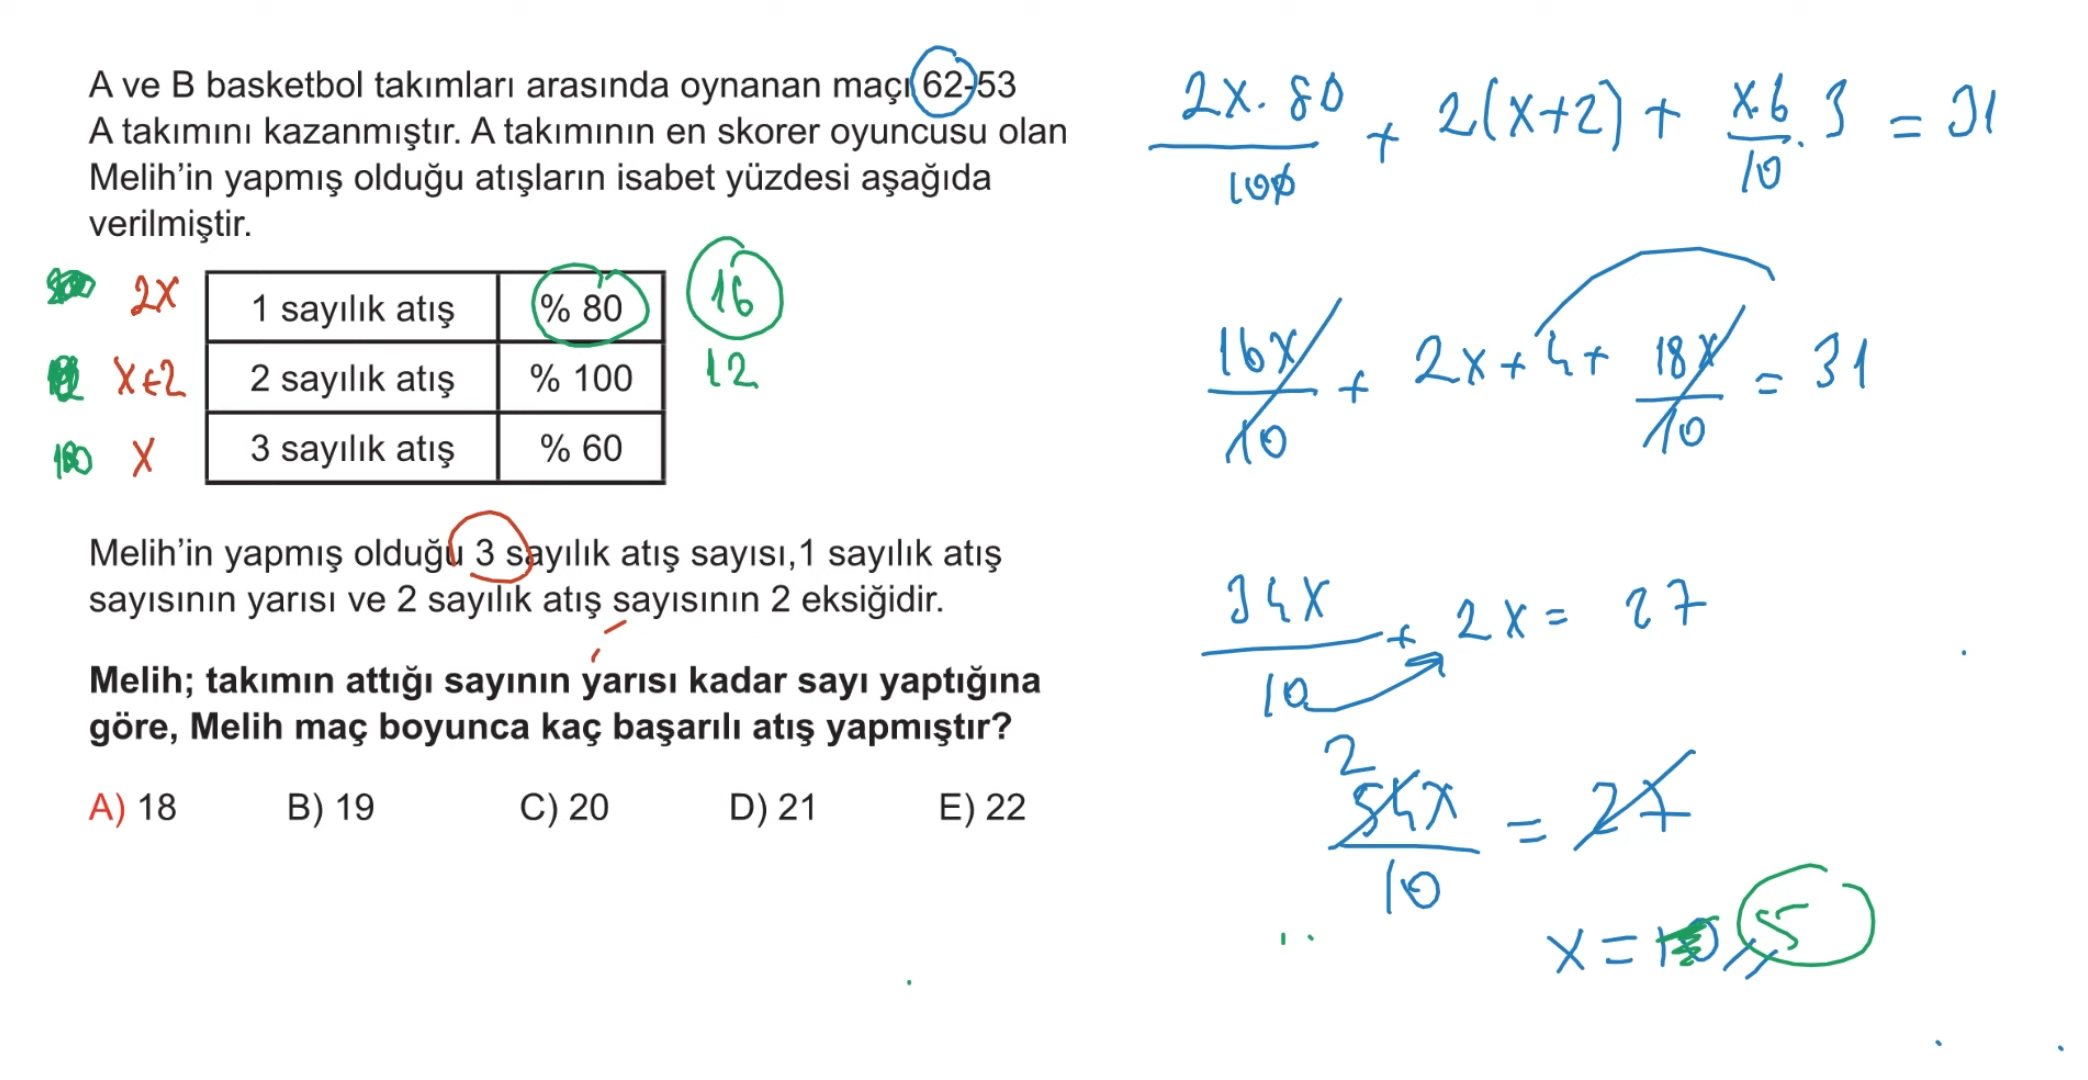 A ve B basketbol takımları arasında oynanan maçı 62-53
A takımını kazanmıştır. A takımının en skorer oyuncusu olan
Melih'in yapmış olduğu atışların isabet yüzdesi aşağıda
verilmiştir.
2x 1 sayılık atış % 80 16
x+2 2 sayılık atış % 100 12
x 3 sayılık atış % 60
Melih'in yapmış olduğu 3 sayılık atış sayısı,1 sayılık atış
sayısının yarısı ve 2 sayılık atış sayısının 2 eksiğidir.
Melih; takımın attığı sayının yarısı kadar sayı yaptığına
göre, Melih maç boyunca kaç başarılı atış yapmıştır?
A) 18 B) 19 C) 20 D) 21 E) 22
2x.80/100 + 2(x+2) + x.6/10 . 3 = 31
16x/10 + 2x+4+ 18x/10 = 31
34x/10 + 2x = 27
2
54x/10 = 27
x = 5